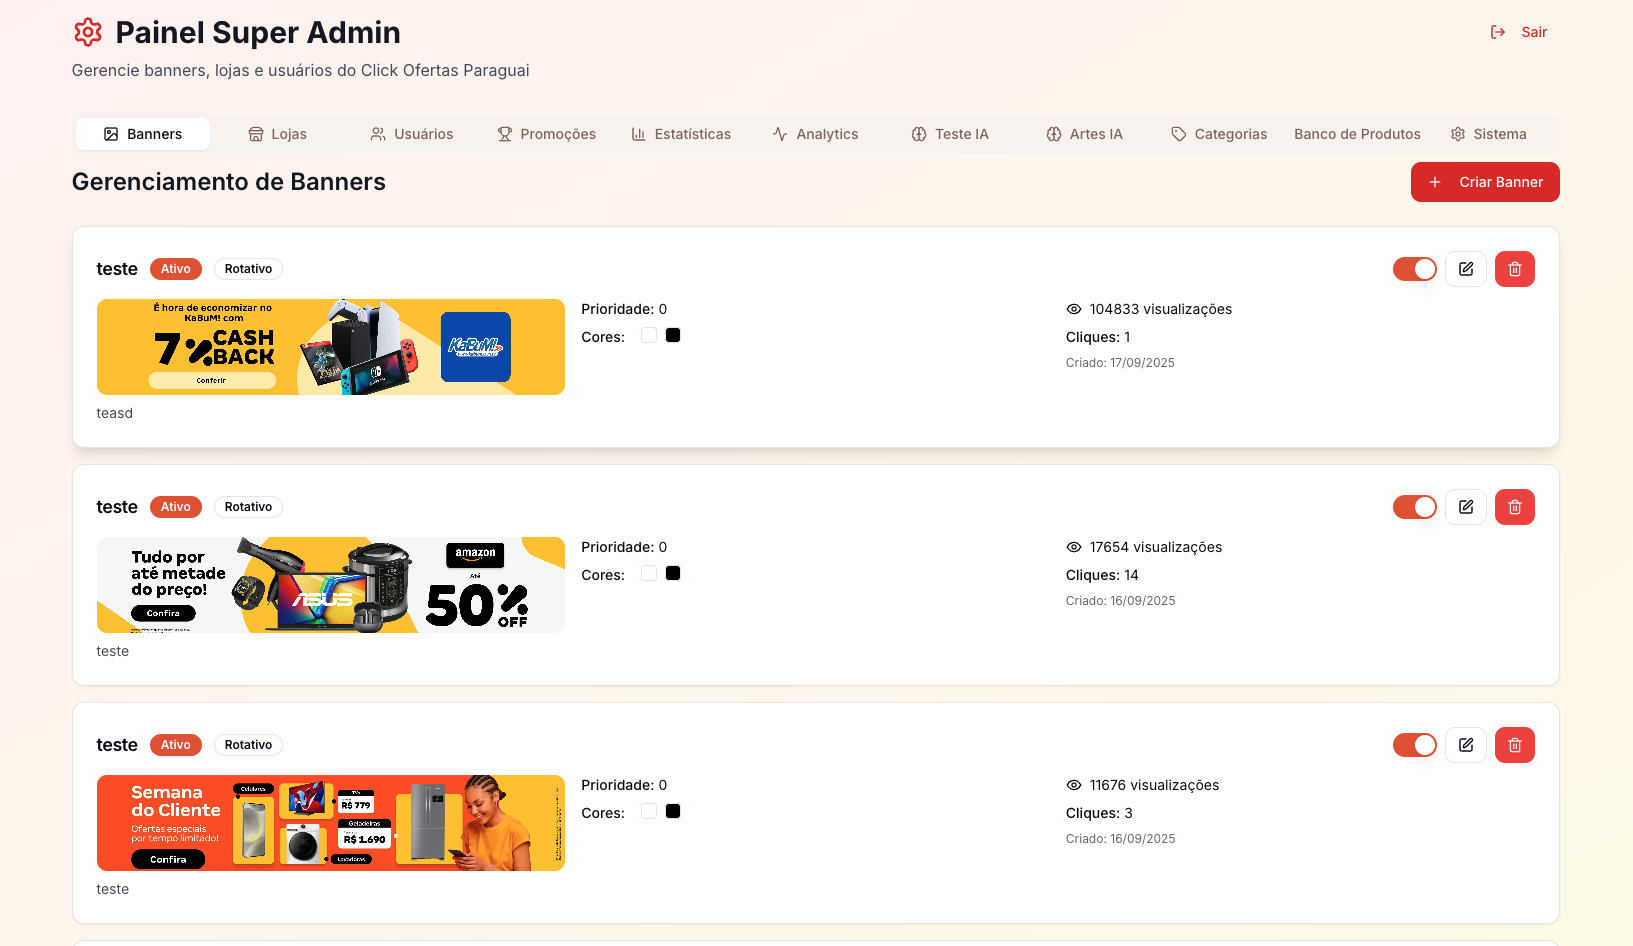 Painel Super Admin
Sair
Gerencie banners, lojas e usuários do Click Ofertas Paraguai
Banners
Lojas
Usuários
Promoções
Estatísticas
Analytics
Teste IA
Artes IA
Categorias
Banco de Produtos
Sistema
Gerenciamento de Banners
Criar Banner
teste
Ativo
Rotativo
É hora de economizar no
KaBuM! com
7% CASH
BACK
Conferir
KaBuM!
Prioridade: 0
Cores:
104833 visualizações
Cliques: 1
Criado: 17/09/2025
teasd
teste
Ativo
Rotativo
Tudo por
até metade
do preço!
Confira
ASUS
amazon
Até
50%
OFF
Prioridade: 0
Cores:
17654 visualizações
Cliques: 14
Criado: 16/09/2025
teste
teste
Ativo
Rotativo
Semana
do Cliente
Ofertas especiais
por tempo limitado!
Confira
Celulares
TVs
R$ 779
Geladeiras
R$ 1.690
Lavadoras
Prioridade: 0
Cores:
11676 visualizações
Cliques: 3
Criado: 16/09/2025
teste